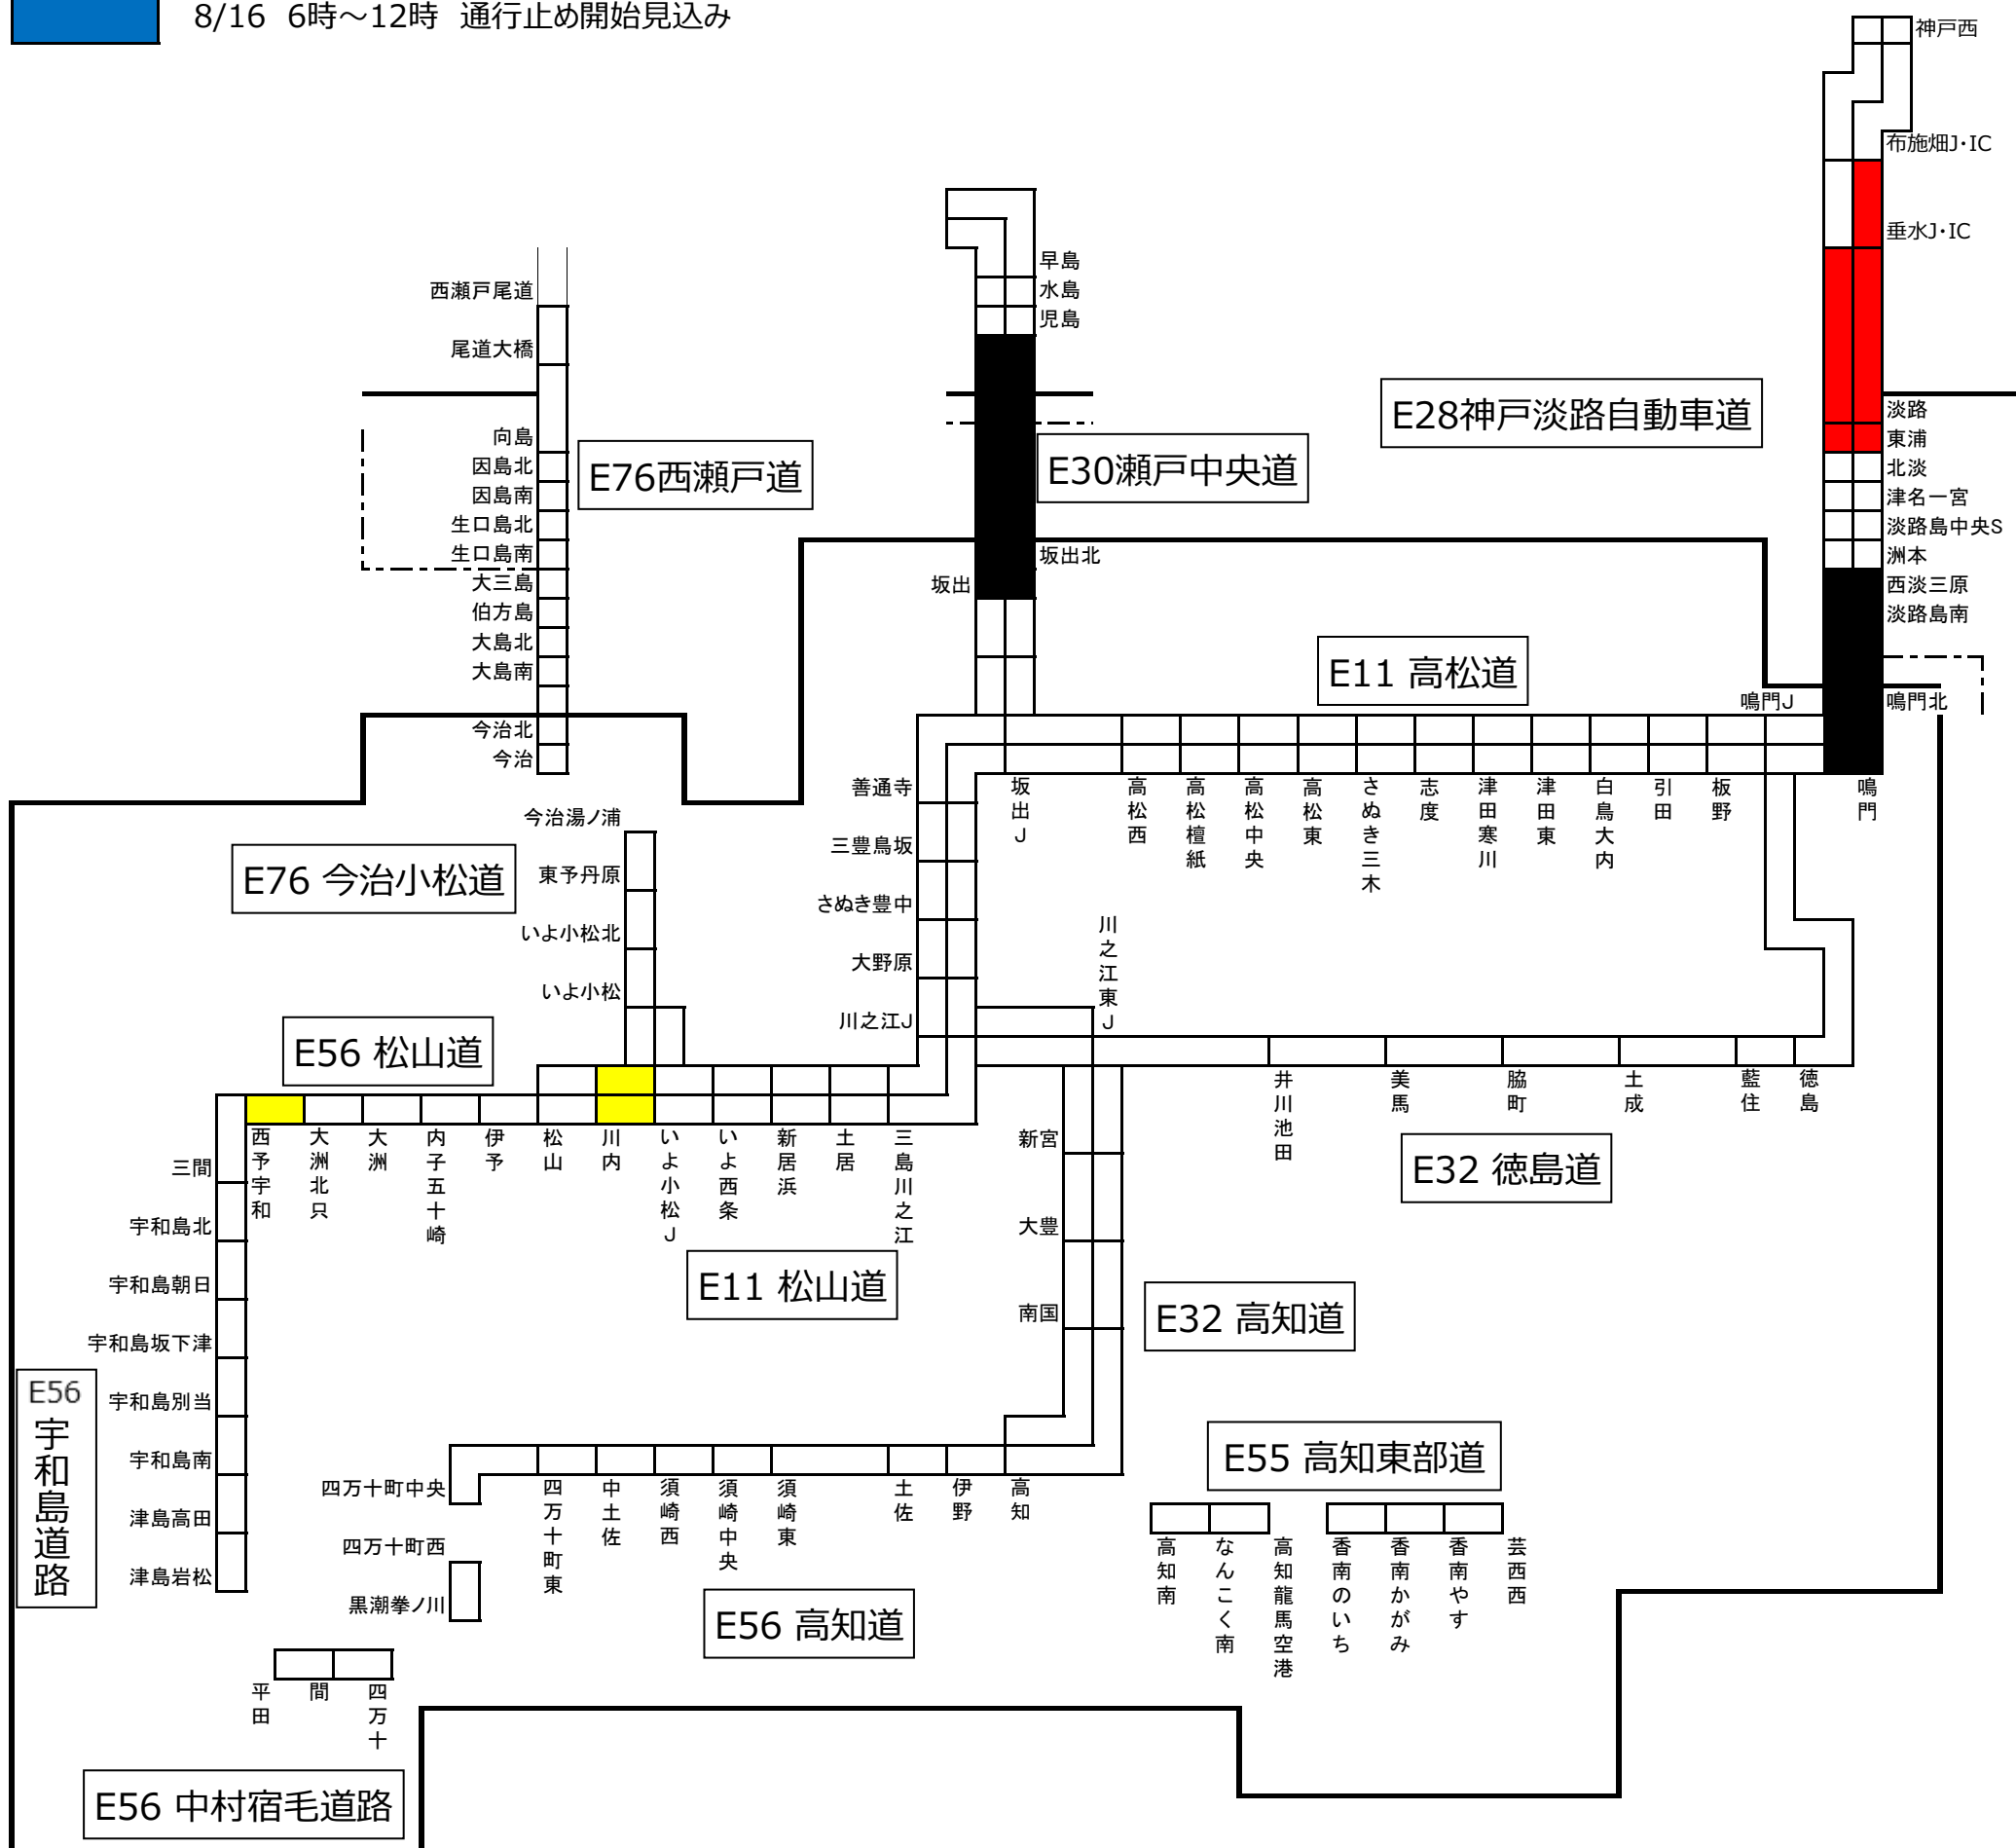 8/16 6時～12時 通行止め開始見込み
神戸西
布施畑J・IC
垂水J・IC
早島
水島
児島
西瀬戸尾道
尾道大橋
E28神戸淡路自動車道
淡路
東浦
北淡
津名一宮
淡路島中央S
洲本
西淡三原
淡路島南
向島
因島北
因島南
生口島北
生口島南
大三島
伯方島
大島北
大島南
今治北
今治
E76西瀬戸道
E30瀬戸中央道
坂出北
坂出
E11 高松道
鳴門J
鳴門北
善通寺
三豊鳥坂
さぬき豊中
大野原
川之江J
坂出J
高松西
高松檀紙
高松中央
高松東
さぬき三木
志度
津田寒川
津田東
白鳥大内
引田
板野
鳴門
今治湯ノ浦
東予丹原
いよ小松北
いよ小松
E76 今治小松道
川之江東J
E56 松山道
西予宇和
大洲北只
大洲
内子五十崎
伊予
松山
川内
いよ小松J
いよ西条
新居浜
土居
三島川之江
井川池田
美馬
脇町
土成
藍住
徳島
新宮
大豊
南国
E32 徳島道
三間
宇和島北
宇和島朝日
宇和島坂下津
宇和島別当
宇和島南
津島高田
津島岩松
E11 松山道
E32 高知道
E56
宇和島道路
E55 高知東部道
四万十町中央
四万十町西
黒潮拳ノ川
四万十町東
中土佐
須崎西
須崎中央
須崎東
土佐
伊野
高知
高知南
なんこく南
高知龍馬空港
香南のいち
香南かがみ
香南やす
芸西西
E56 高知道
平田
間
四万十
E56 中村宿毛道路